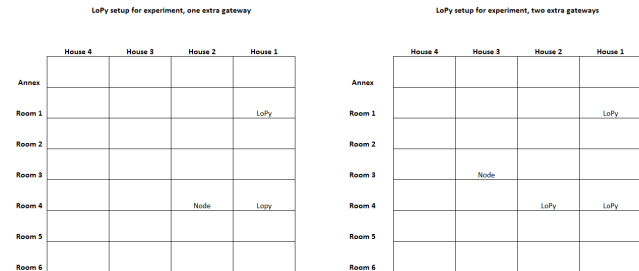 LoPy setup for experiment, one extra gateway
House 4 House 3 House 2 House 1
Annex
Room 1 LoPy
Room 2
Room 3
Room 4 Node Lopy
Room 5
Room 6
LoPy setup for experiment, two extra gateways
House 4 House 3 House 2 House 1
Annex
Room 1 LoPy
Room 2
Room 3 Node
Room 4 LoPy LoPy
Room 5
Room 6